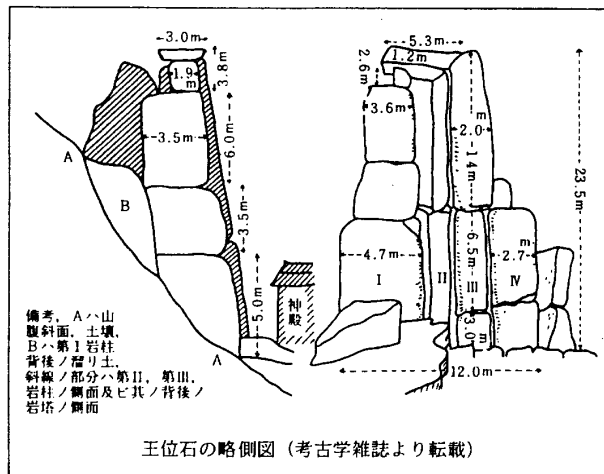 3.0m
1.9m
3.8m
3.5m
6.0m
3.5m
5.0m
A
B
A
神殿
備考, Aハ山
腹斜面, 土壌,
Bハ第I岩柱
背後ノ溜り土,
斜線ノ部分ハ第II, 第III,
岩柱ノ側面及ビ其ノ背後ノ
岩塔ノ側面
5.3m
1.2m
2.6m
3.6m
2.0m
14m
23.5m
4.7m
6.5m
2.7m
I
II
III
IV
3.0m
12.0m
王位石の略側図(考古学雑誌より転載)